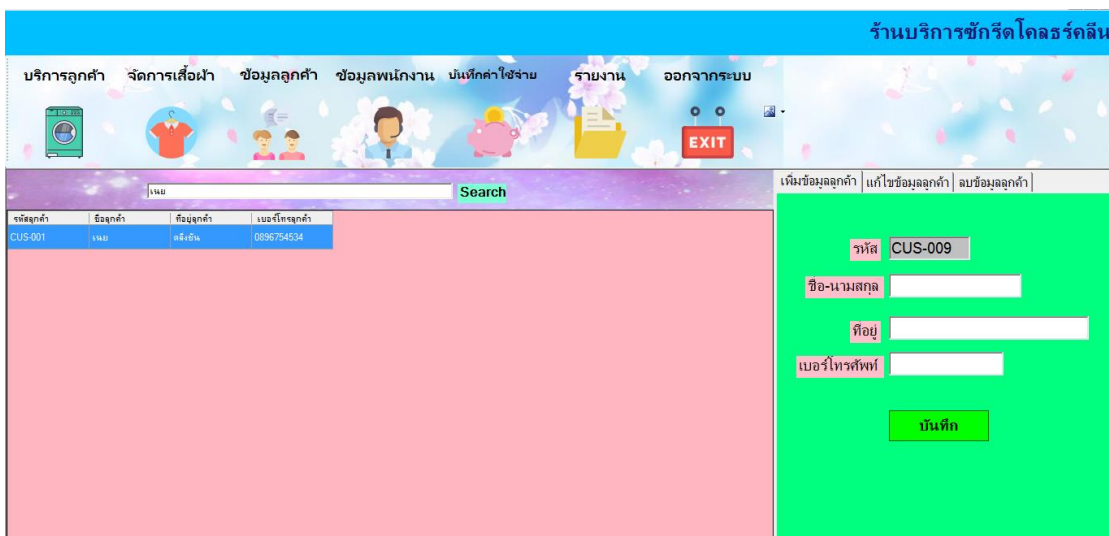 ร้านบริการซักรีดโคลธร์คลีน
บริการลูกค้า จัดการเสื้อผ้า ข้อมูลลูกค้า ข้อมูลพนักงาน บันทึกค่าใช้จ่าย รายงาน ออกจากระบบ
EXIT
เพิ่มข้อมูลลูกค้า แก้ไขข้อมูลลูกค้า ลบข้อมูลลูกค้า
เนย Search
รหัสลูกค้า ชื่อลูกค้า ที่อยู่ลูกค้า เบอร์โทรลูกค้า
CUS-001 เนย ตลิ่งชัน 0896754534
รหัส CUS-009
ชื่อ-นามสกุล
ที่อยู่
เบอร์โทรศัพท์
บันทึก